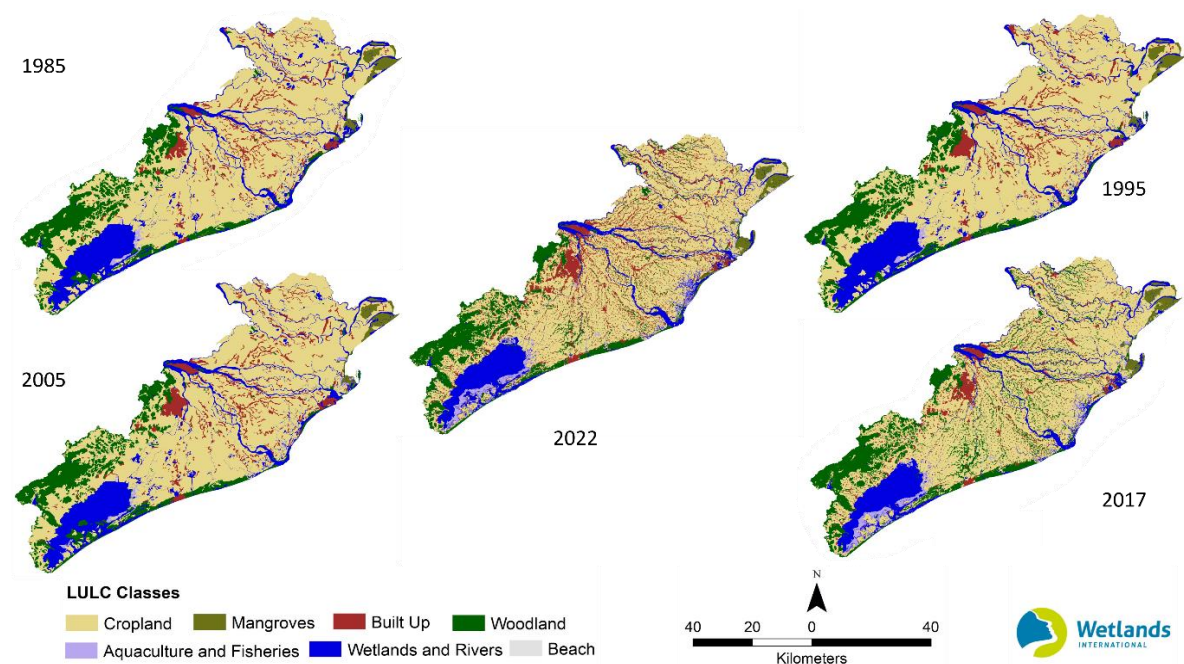 1985
1995
2005
2022
2017
LULC Classes
Cropland Mangroves Built Up Woodland
Aquaculture and Fisheries Wetlands and Rivers Beach
N
40 20 0 40
Kilometers
Wetlands
INTERNATIONAL